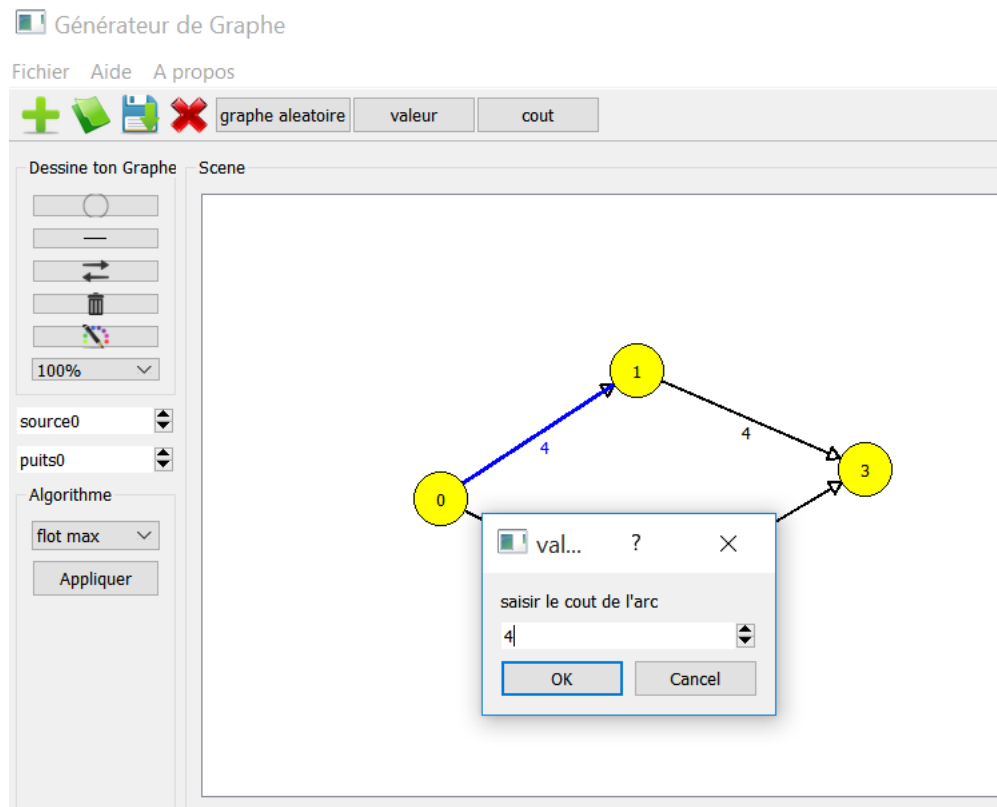 Générateur de Graphe
Fichier Aide A propos
graphe aleatoire valeur cout
Dessine ton Graphe
Scene
100%
source0
puits0
Algorithme
flot max
Appliquer
1
4
4
3
0
val... ?
saisir le cout de l'arc
4
OK Cancel